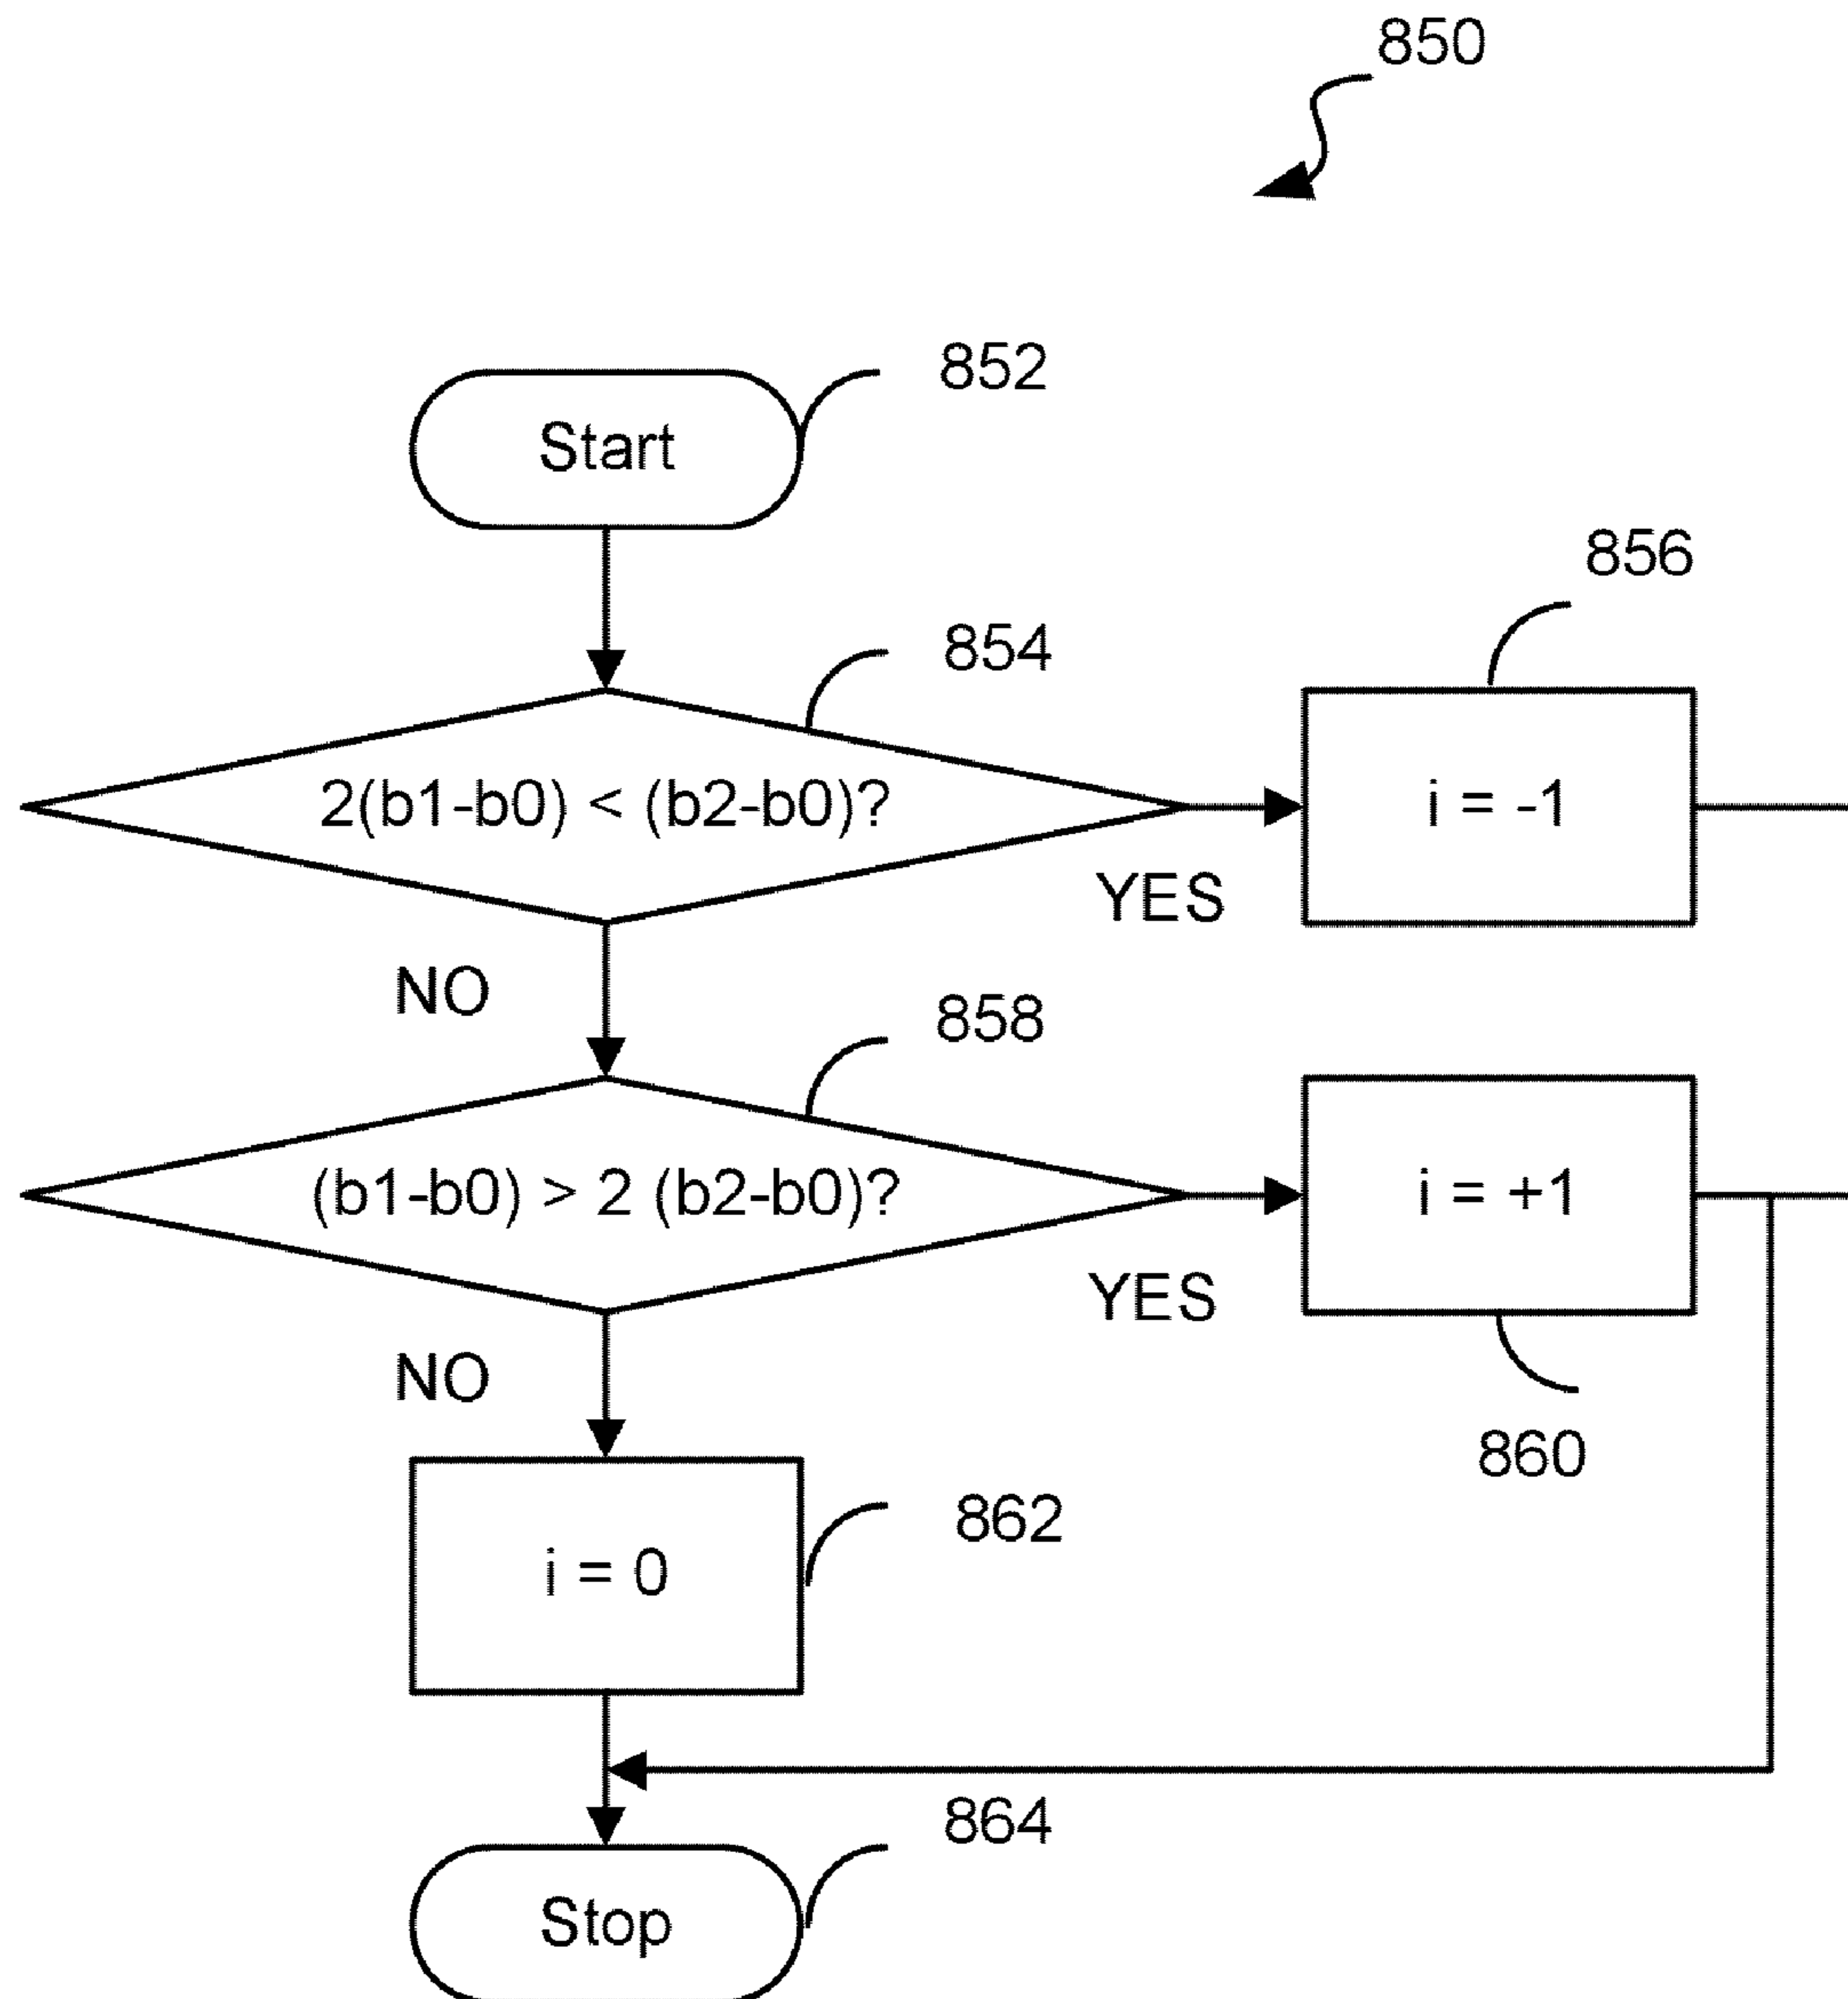 850
852
Start
856
854
2(b1-b0) < (b2-b0)?
i = -1
YES
NO
858
(b1-b0) > 2 (b2-b0)?
i = +1
YES
NO
860
862
i = 0
864
Stop